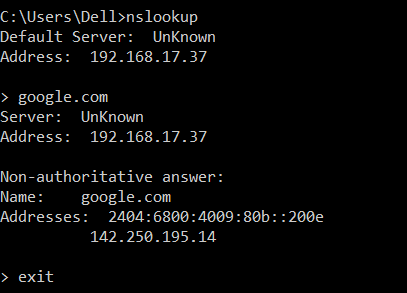 C:\Users\Dell>nslookup
Default Server:  UnKnown
Address:  192.168.17.37
> google.com
Server:  UnKnown
Address:  192.168.17.37
Non-authoritative answer:
Name:    google.com
Addresses:  2404:6800:4009:80b::200e
142.250.195.14
> exit